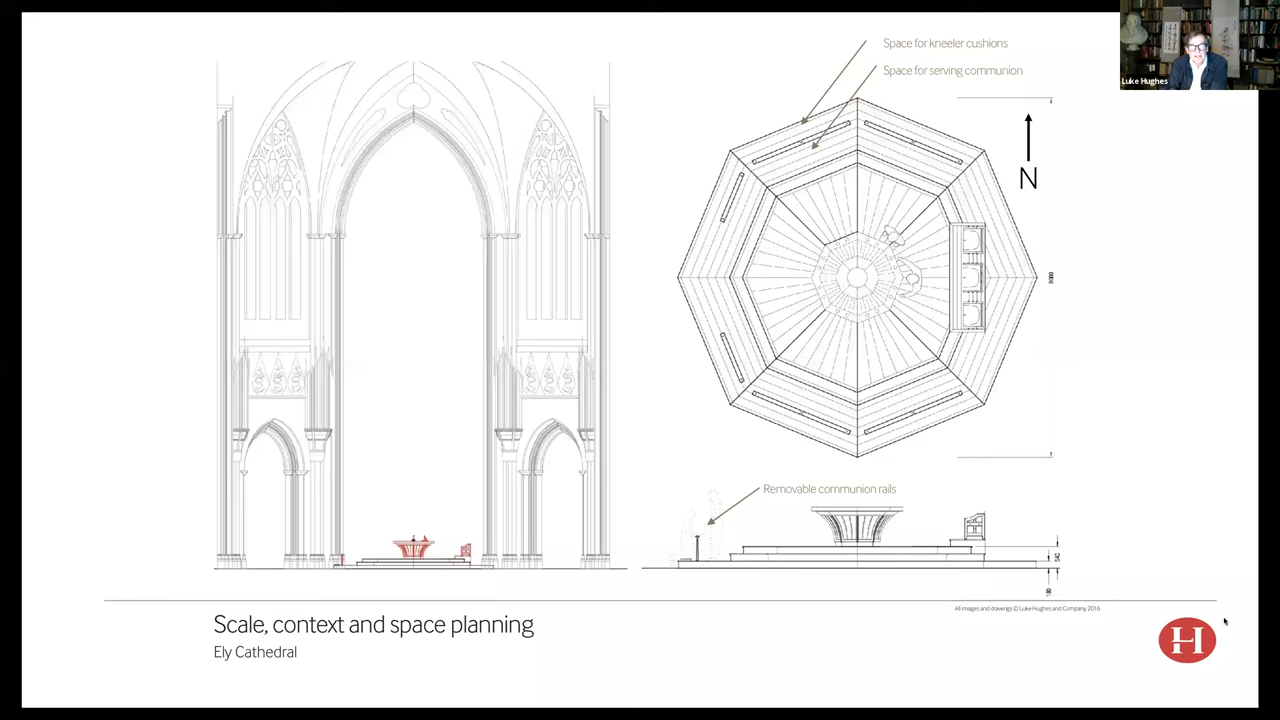 Space for kneeler cushions
Space for serving communion
Luke Hughes
N
Removable communion rails
All images and drawings © Luke Hughes and Company 2016
Scale, context and space planning
Ely Cathedral
H